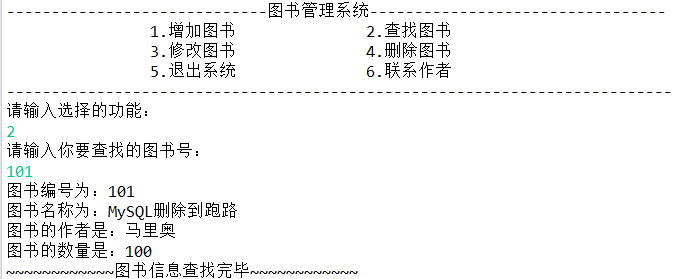 -----------------------------图书管理系统---------------------------------
1.增加图书 2.查找图书
3.修改图书 4.删除图书
5.退出系统 6.联系作者
--------------------------------------------------------------------------
请输入选择的功能：
2
请输入你要查找的图书号：
101
图书编号为：101
图书名称为：MySQL删除到跑路
图书的作者是：马里奥
图书的数量是：100
~~~~~~~~~~~~图书信息查找完毕~~~~~~~~~~~~